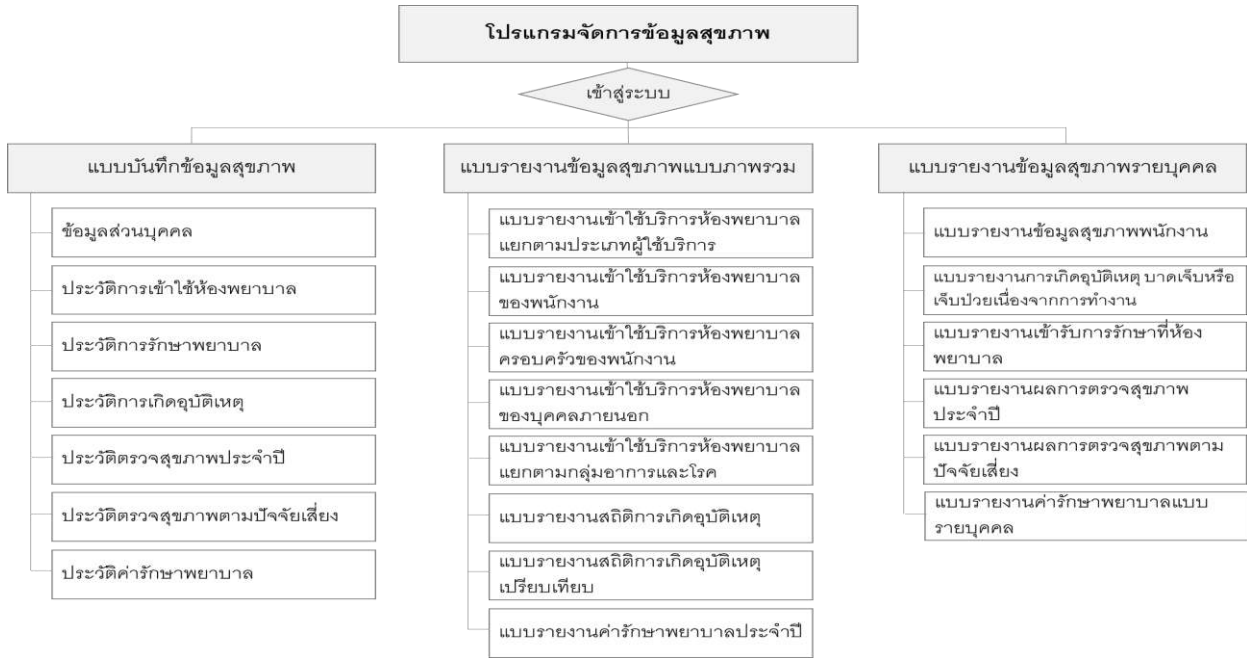 โปรแกรมจัดการข้อมูลสุขภาพ
เข้าสู่ระบบ
แบบบันทึกข้อมูลสุขภาพ
ข้อมูลส่วนบุคคล
ประวัติการเข้าใช้ห้องพยาบาล
ประวัติการรักษาพยาบาล
ประวัติการเกิดอุบัติเหตุ
ประวัติตรวจสุขภาพประจำปี
ประวัติตรวจสุขภาพตามปัจจัยเสี่ยง
ประวัติค่ารักษาพยาบาล
แบบรายงานข้อมูลสุขภาพแบบภาพรวม
แบบรายงานเข้าใช้บริการห้องพยาบาล
แยกตามประเภทผู้ใช้บริการ
แบบรายงานเข้าใช้บริการห้องพยาบาล
ของพนักงาน
แบบรายงานเข้าใช้บริการห้องพยาบาล
ครอบครัวของพนักงาน
แบบรายงานเข้าใช้บริการห้องพยาบาล
ของบุคคลภายนอก
แบบรายงานเข้าใช้บริการห้องพยาบาล
แยกตามกลุ่มอาการและโรค
แบบรายงานสถิติการเกิดอุบัติเหตุ
แบบรายงานสถิติการเกิดอุบัติเหตุ
เปรียบเทียบ
แบบรายงานค่ารักษาพยาบาลประจำปี
แบบรายงานข้อมูลสุขภาพรายบุคคล
แบบรายงานข้อมูลสุขภาพพนักงาน
แบบรายงานการเกิดอุบัติเหตุ บาดเจ็บหรือ
เจ็บป่วยเนื่องจากการทำงาน
แบบรายงานเข้ารับการรักษาที่ห้อง
พยาบาล
แบบรายงานผลการตรวจสุขภาพ
ประจำปี
แบบรายงานผลการตรวจสุขภาพตาม
ปัจจัยเสี่ยง
แบบรายงานค่ารักษาพยาบาลแบบ
รายบุคคล